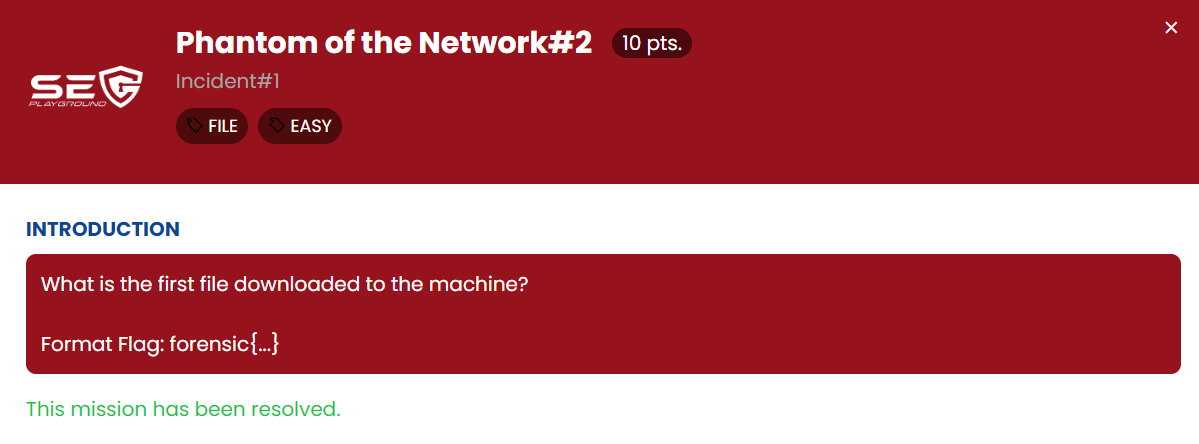 Phantom of the Network#2 10 pts.
×
Incident#1
SEC
PLAYGROUND
FILE EASY
INTRODUCTION
What is the first file downloaded to the machine?
Format Flag: forensic{...}
This mission has been resolved.